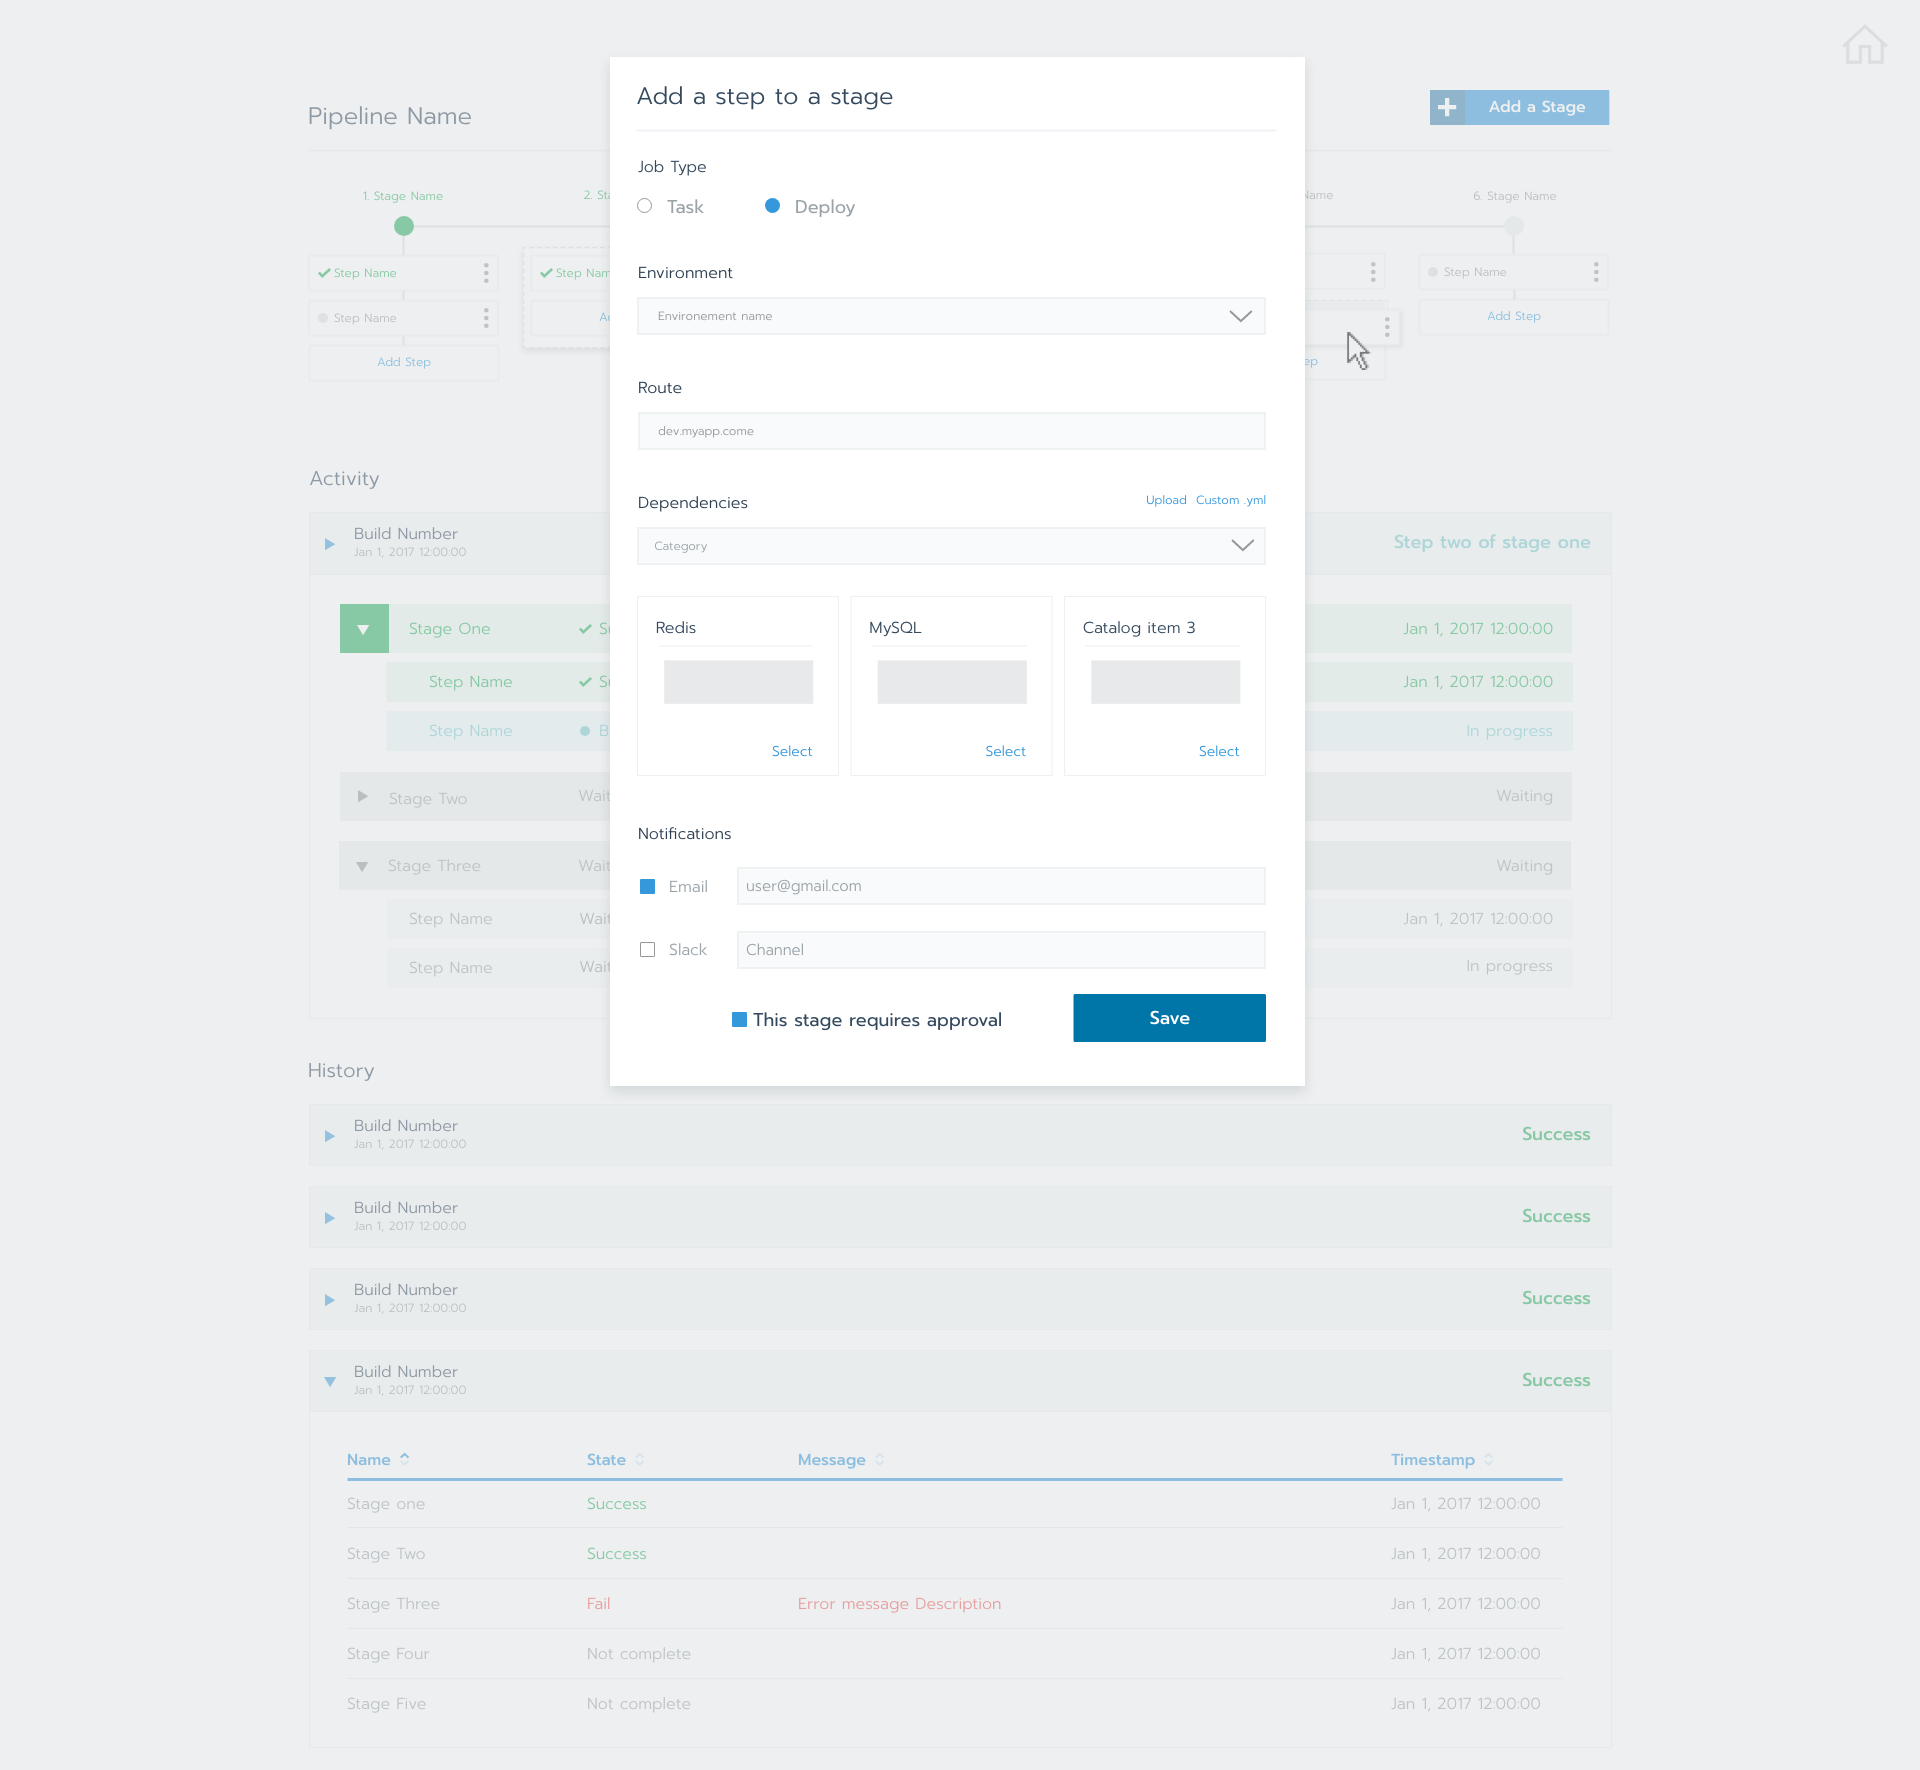 Pipeline Name
Add a Stage
1. Stage Name
2. 
Name
6. Stage Name
Step Name
Step Name
Add Step
Step
Step Name
Add Step
Add a step to a stage
Job Type
Task
Deploy
Environment
Environement name
Route
dev.myapp.come
Dependencies
Upload Custom .yml
Category
Redis
MySQL
Catalog item 3
Select
Select
Select
Notifications
Email
user@gmail.com
Slack
Channel
This stage requires approval
Save
Activity
Build Number
Jan 1, 2017 12:00:00
Step two of stage one
Stage One
Jan 1, 2017 12:00:00
Step Name
Jan 1, 2017 12:00:00
Step Name
In progress
Stage Two
Waiting
Stage Three
Waiting
Step Name
Jan 1, 2017 12:00:00
Step Name
In progress
History
Build Number
Jan 1, 2017 12:00:00
Success
Build Number
Jan 1, 2017 12:00:00
Success
Build Number
Jan 1, 2017 12:00:00
Success
Build Number
Jan 1, 2017 12:00:00
Success
Name State Message Timestamp
Stage one Success Jan 1, 2017 12:00:00
Stage Two Success Jan 1, 2017 12:00:00
Stage Three Fail Error message Description Jan 1, 2017 12:00:00
Stage Four Not complete Jan 1, 2017 12:00:00
Stage Five Not complete Jan 1, 2017 12:00:00